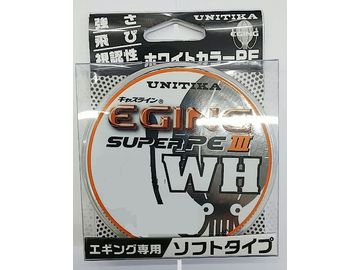 強さ
飛び
視認性
ホワイトカラーPE
EGING
UNITIKA
キャスライン®
EGING
SUPER PE III
WH
エギング専用 ソフトタイプ